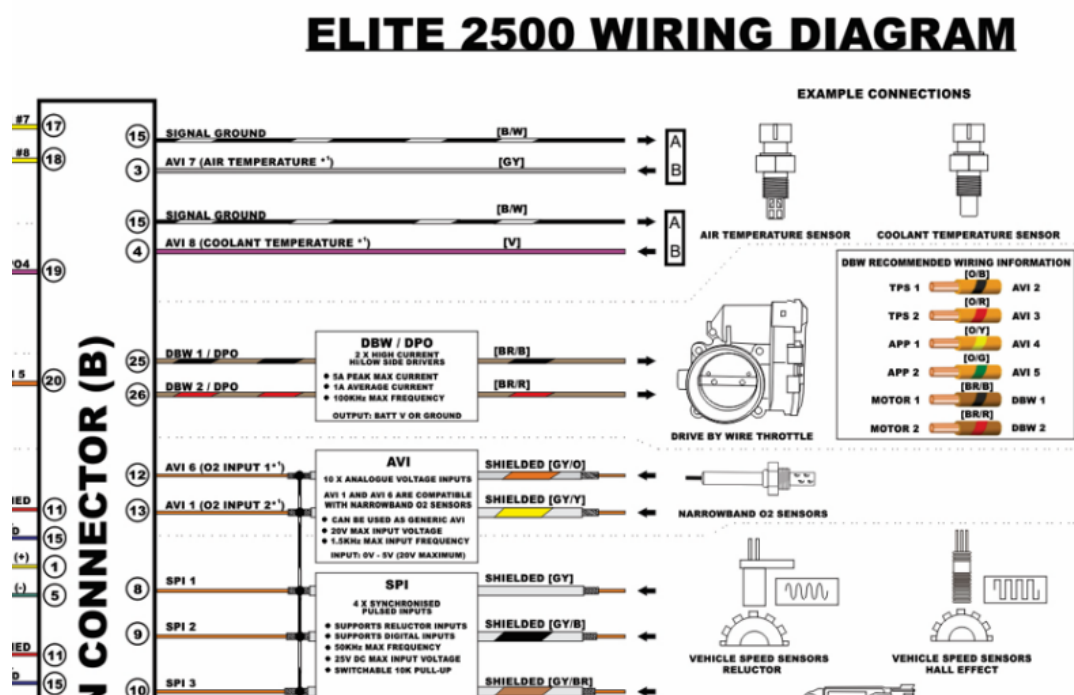 ELITE 2500 WIRING DIAGRAM
EXAMPLE CONNECTIONS
#7
17
#8
18
19
20
11
15
(+)
1
(-)
5
11
15
N CONNECTOR (B)
15 SIGNAL GROUND [B/W] A
3 AVI 7 (AIR TEMPERATURE *¹) [GY] B
15 SIGNAL GROUND [B/W] A
4 AVI 8 (COOLANT TEMPERATURE *¹) [V] B
AIR TEMPERATURE SENSOR
COOLANT TEMPERATURE SENSOR
DBW RECOMMENDED WIRING INFORMATION
[O/B]
TPS 1 AVI 2
[O/R]
TPS 2 AVI 3
[O/Y]
APP 1 AVI 4
[O/G]
APP 2 AVI 5
[BR/B]
MOTOR 1 DBW 1
[BR/R]
MOTOR 2 DBW 2
25 DBW 1 / DPO [BR/B]
26 DBW 2 / DPO [BR/R]
DBW / DPO
2 X HIGH CURRENT
HI/LOW SIDE DRIVERS
◆ 5A PEAK MAX CURRENT
◆ 1A AVERAGE CURRENT
◆ 100KHz MAX FREQUENCY
OUTPUT: BATT V OR GROUND
DRIVE BY WIRE THROTTLE
12 AVI 6 (O2 INPUT 1*¹) SHIELDED [GY/O]
13 AVI 1 (O2 INPUT 2*¹) SHIELDED [GY/Y]
AVI
10 X ANALOGUE VOLTAGE INPUTS
AVI 1 AND AVI 6 ARE COMPATIBLE
WITH NARROWBAND O2 SENSORS
◆ CAN BE USED AS GENERIC AVI
◆ 20V MAX INPUT VOLTAGE
◆ 1.5KHz MAX INPUT FREQUENCY
INPUT: 0V - 5V (20V MAXIMUM)
NARROWBAND O2 SENSORS
8 SPI 1 SHIELDED [GY]
9 SPI 2 SHIELDED [GY/B]
10 SPI 3 SHIELDED [GY/BR]
SPI
4 X SYNCHRONISED
PULSED INPUTS
◆ SUPPORTS RELUCTOR INPUTS
◆ SUPPORTS DIGITAL INPUTS
◆ 50KHz MAX FREQUENCY
◆ 25V DC MAX INPUT VOLTAGE
◆ SWITCHABLE 10K PULL-UP
VEHICLE SPEED SENSORS
RELUCTOR
VEHICLE SPEED SENSORS
HALL EFFECT